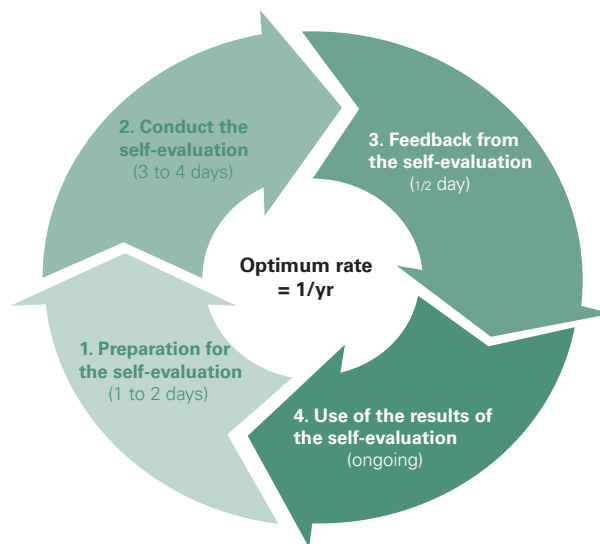 1. Preparation for
the self-evaluation
(1 to 2 days)
2. Conduct the
self-evaluation
(3 to 4 days)
3. Feedback from
the self-evaluation
(1/2 day)
4. Use of the results of
the self-evaluation
(ongoing)
Optimum rate
= 1/yr